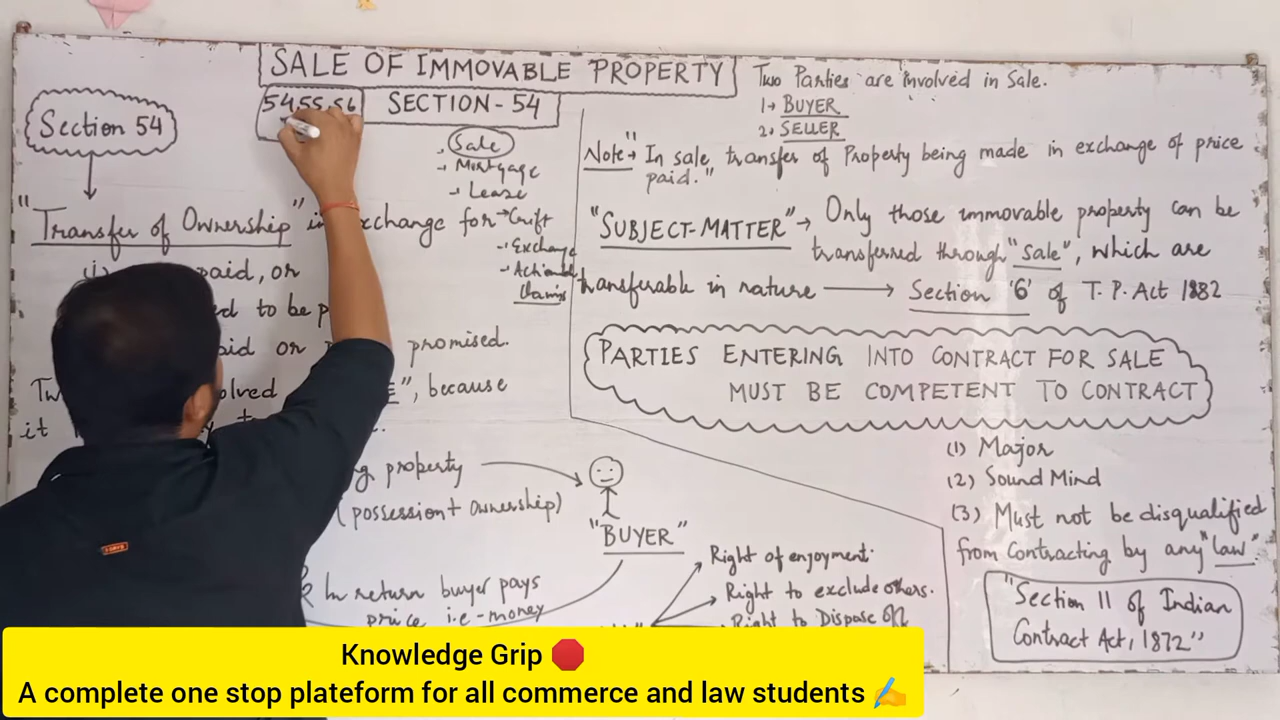 SALE OF IMMOVABLE PROPERTY
54 55,56 SECTION - 54
Section 54
Sale
Mortgage
Lease
"Transfer of Ownership" in exchange for
Gift
Exchange
Actionable
Claims
paid, or
to be
or promised.
", because
it
property
(possession + Ownership)
"BUYER"
In return buyer pays
price i.e - money
Two Parties are involved in Sale.
1→ BUYER
2. SELLER
Note→ In sale, transfer of Property being made in exchange of price
paid."
"SUBJECT-MATTER" → Only those immovable property can be
transferred through "sale", which are
transferable in nature → Section '6' of T. P. Act 1882
PARTIES ENTERING INTO CONTRACT FOR SALE
MUST BE COMPETENT TO CONTRACT
(1) Major
(2) Sound Mind
(3) Must not be disqualified
from Contracting by any "law".
"Section 11 of Indian
Contract Act, 1872"
Right of enjoyment.
Right to exclude others.
Right to Dispose off
Knowledge Grip 🛑
A complete one stop plateform for all commerce and law students ✍️